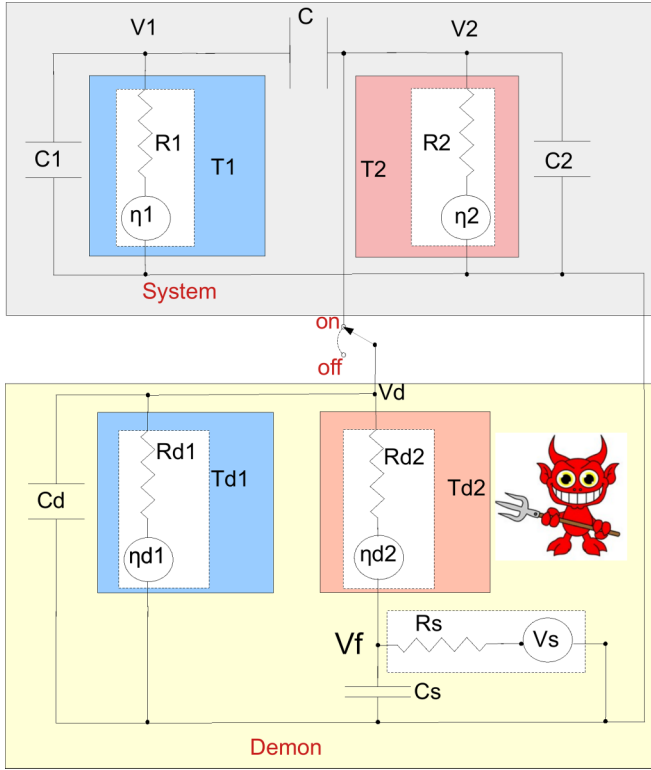 C
V1
V2
C1
R1
T1
η1
T2
R2
η2
C2
System
on
off
Vd
Cd
Rd1
Td1
ηd1
Rd2
Td2
ηd2
Vf
Rs
Vs
Cs
Demon